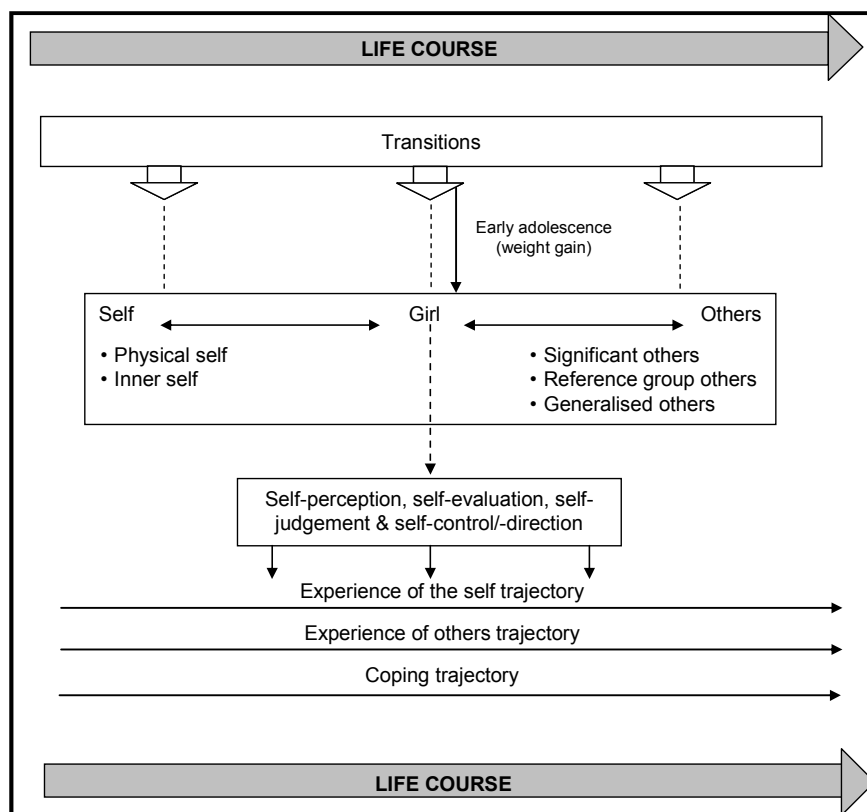 LIFE COURSE
Transitions
Early adolescence
(weight gain)
Self
Girl
Others
• Physical self
• Inner self
• Significant others
• Reference group others
• Generalised others
Self-perception, self-evaluation, self-
judgement & self-control/-direction
Experience of the self trajectory
Experience of others trajectory
Coping trajectory
LIFE COURSE